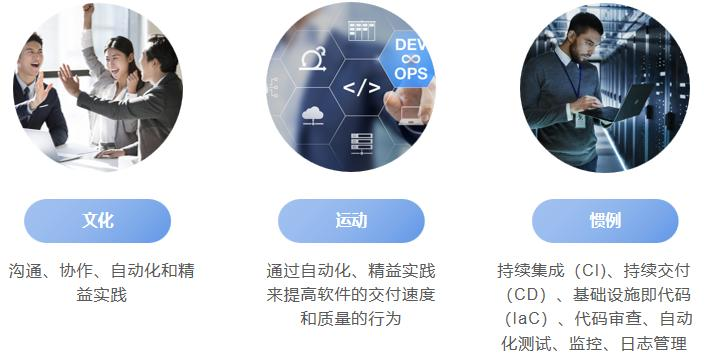 DEV
OPS
</>
文化
沟通、协作、自动化和精
益实践
运动
通过自动化、精益实践
来提高软件的交付速度
和质量的行为
惯例
持续集成（CI)、持续交付
（CD）、基础设施即代码
（IaC）、代码审查、自动
化测试、监控、日志管理